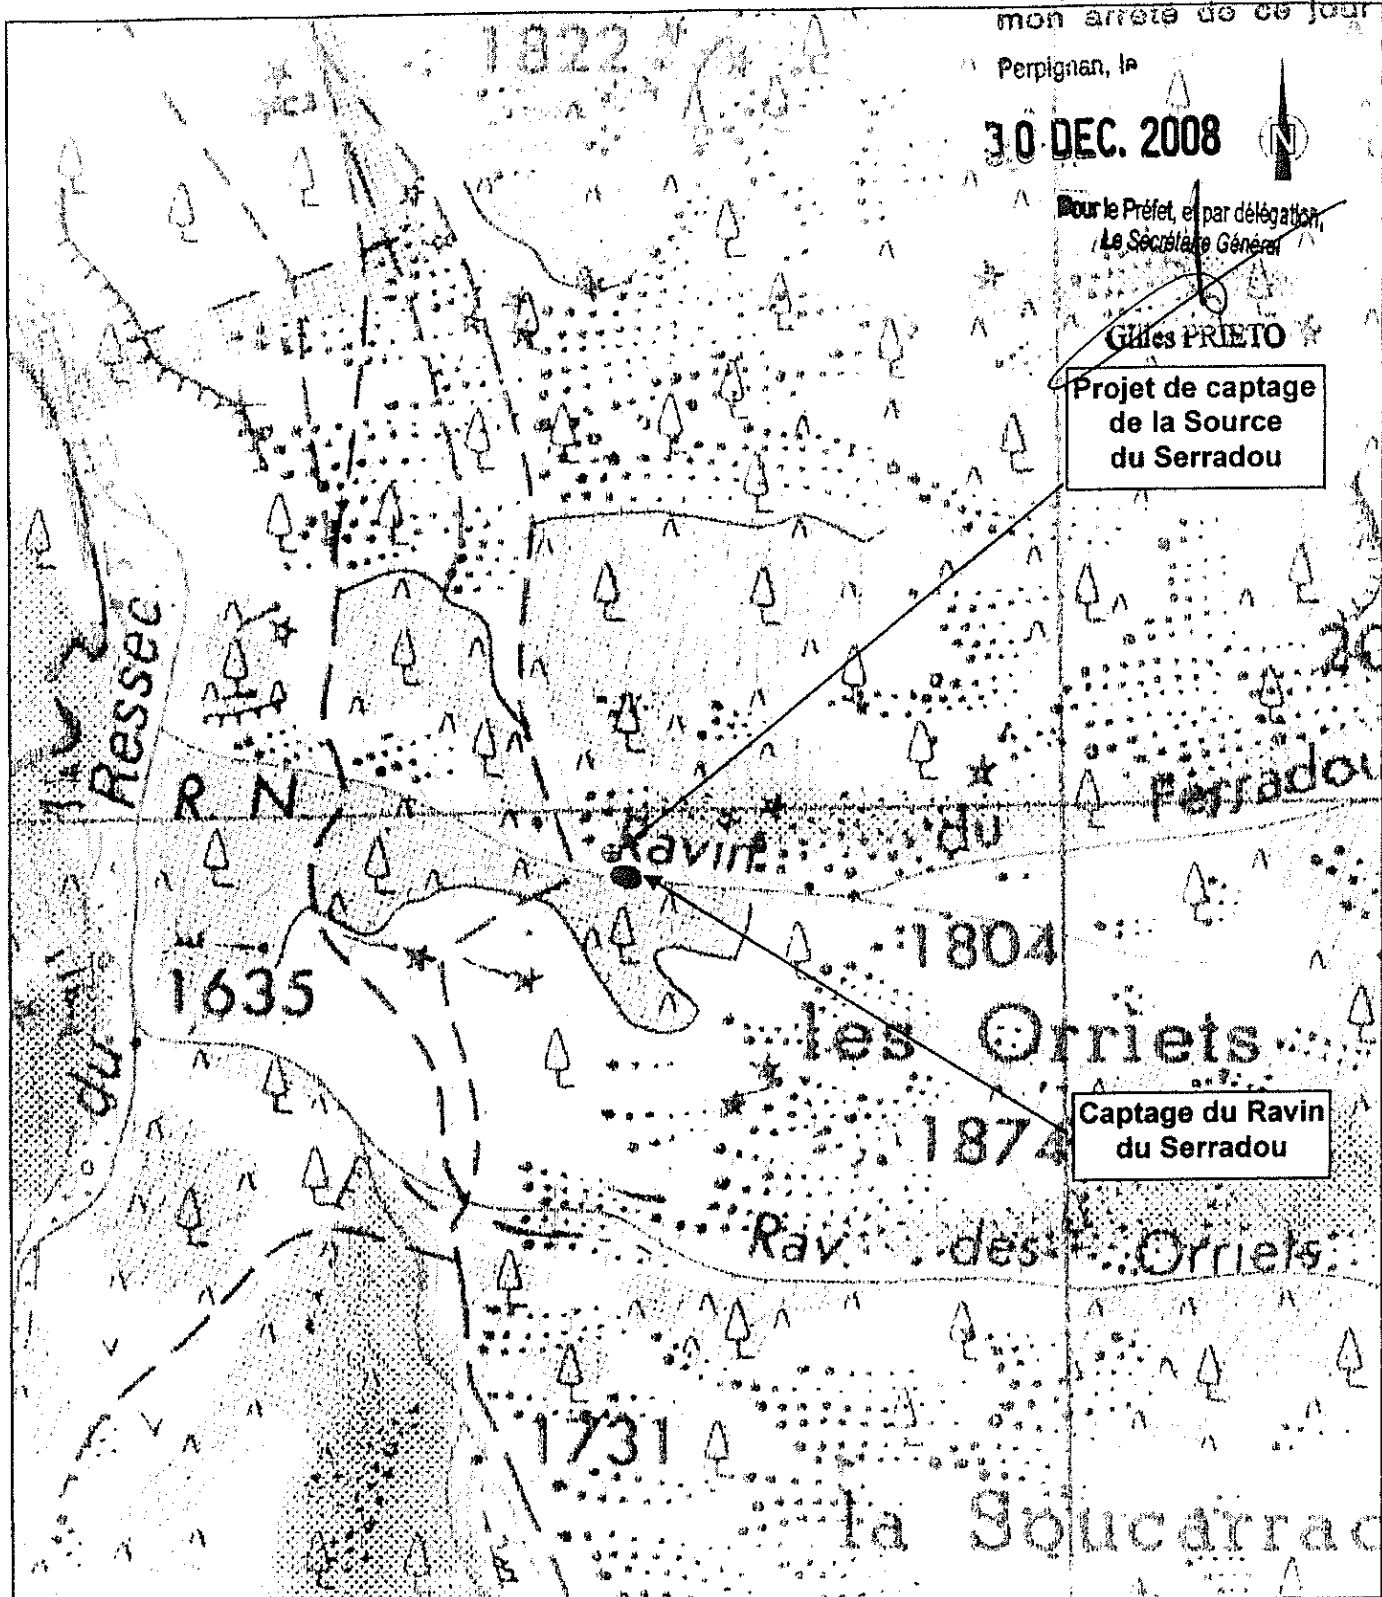 mon arrêté de ce jour
Perpignan, le
30 DEC. 2008
N
Pour le Préfet, et par délégation,
Le Secrétaire Général
Gilles PRIETO
Projet de captage
de la Source
du Serradou
1822
Ressec
R N
20
Ravin du Ferradou
1804
1635
les Orriets
du
Captage du Ravin
du Serradou
1874
Rav. des Orriets
1731
la Soucarrac